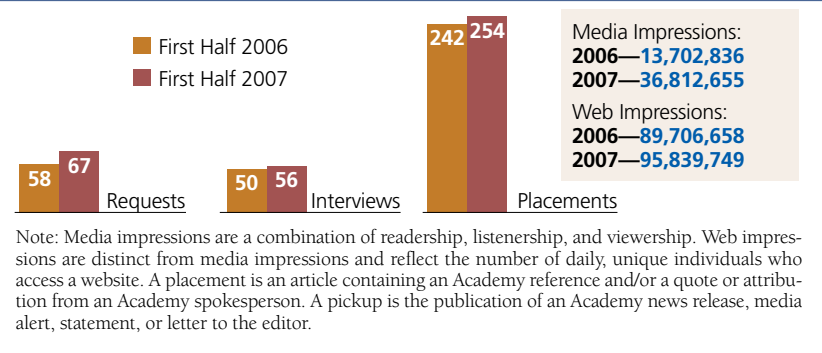 First Half 2006
First Half 2007
58
67
Requests
50
56
Interviews
242
254
Placements
Media Impressions:
2006—13,702,836
2007—36,812,655
Web Impressions:
2006—89,706,658
2007—95,839,749
Note: Media impressions are a combination of readership, listenership, and viewership. Web impres-
sions are distinct from media impressions and reflect the number of daily, unique individuals who
access a website. A placement is an article containing an Academy reference and/or a quote or attribu-
tion from an Academy spokesperson. A pickup is the publication of an Academy news release, media
alert, statement, or letter to the editor.